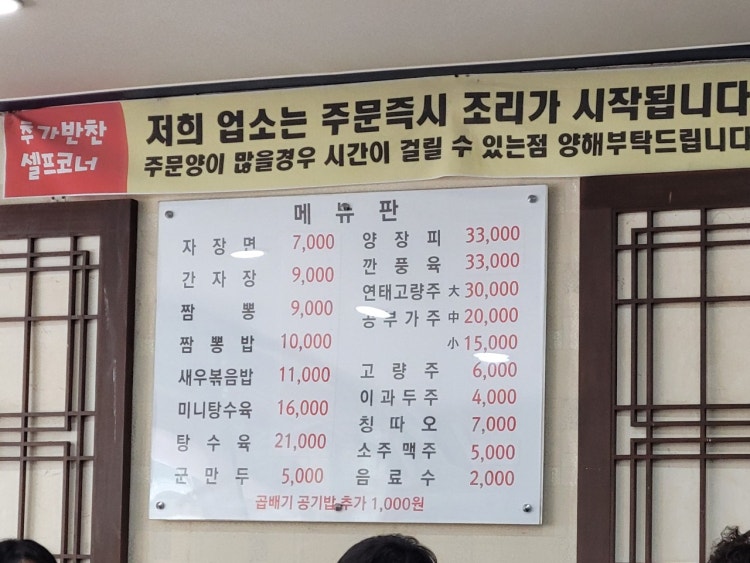 추가반찬
셀프코너
저희 업소는 주문즉시 조리가 시작됩니다
주문양이 많을경우 시간이 걸릴 수 있는점 양해부탁드립니다
메뉴판
자장면 7,000
간자장 9,000
짬뽕 9,000
짬뽕밥 10,000
새우볶음밥 11,000
미니탕수육 16,000
탕수육 21,000
군만두 5,000
양장피 33,000
깐풍육 33,000
연태고량주 大 30,000
공부가주 中 20,000
小 15,000
고량주 6,000
이과두주 4,000
칭따오 7,000
소주맥주 5,000
음료수 2,000
곱배기 공기밥 추가 1,000원